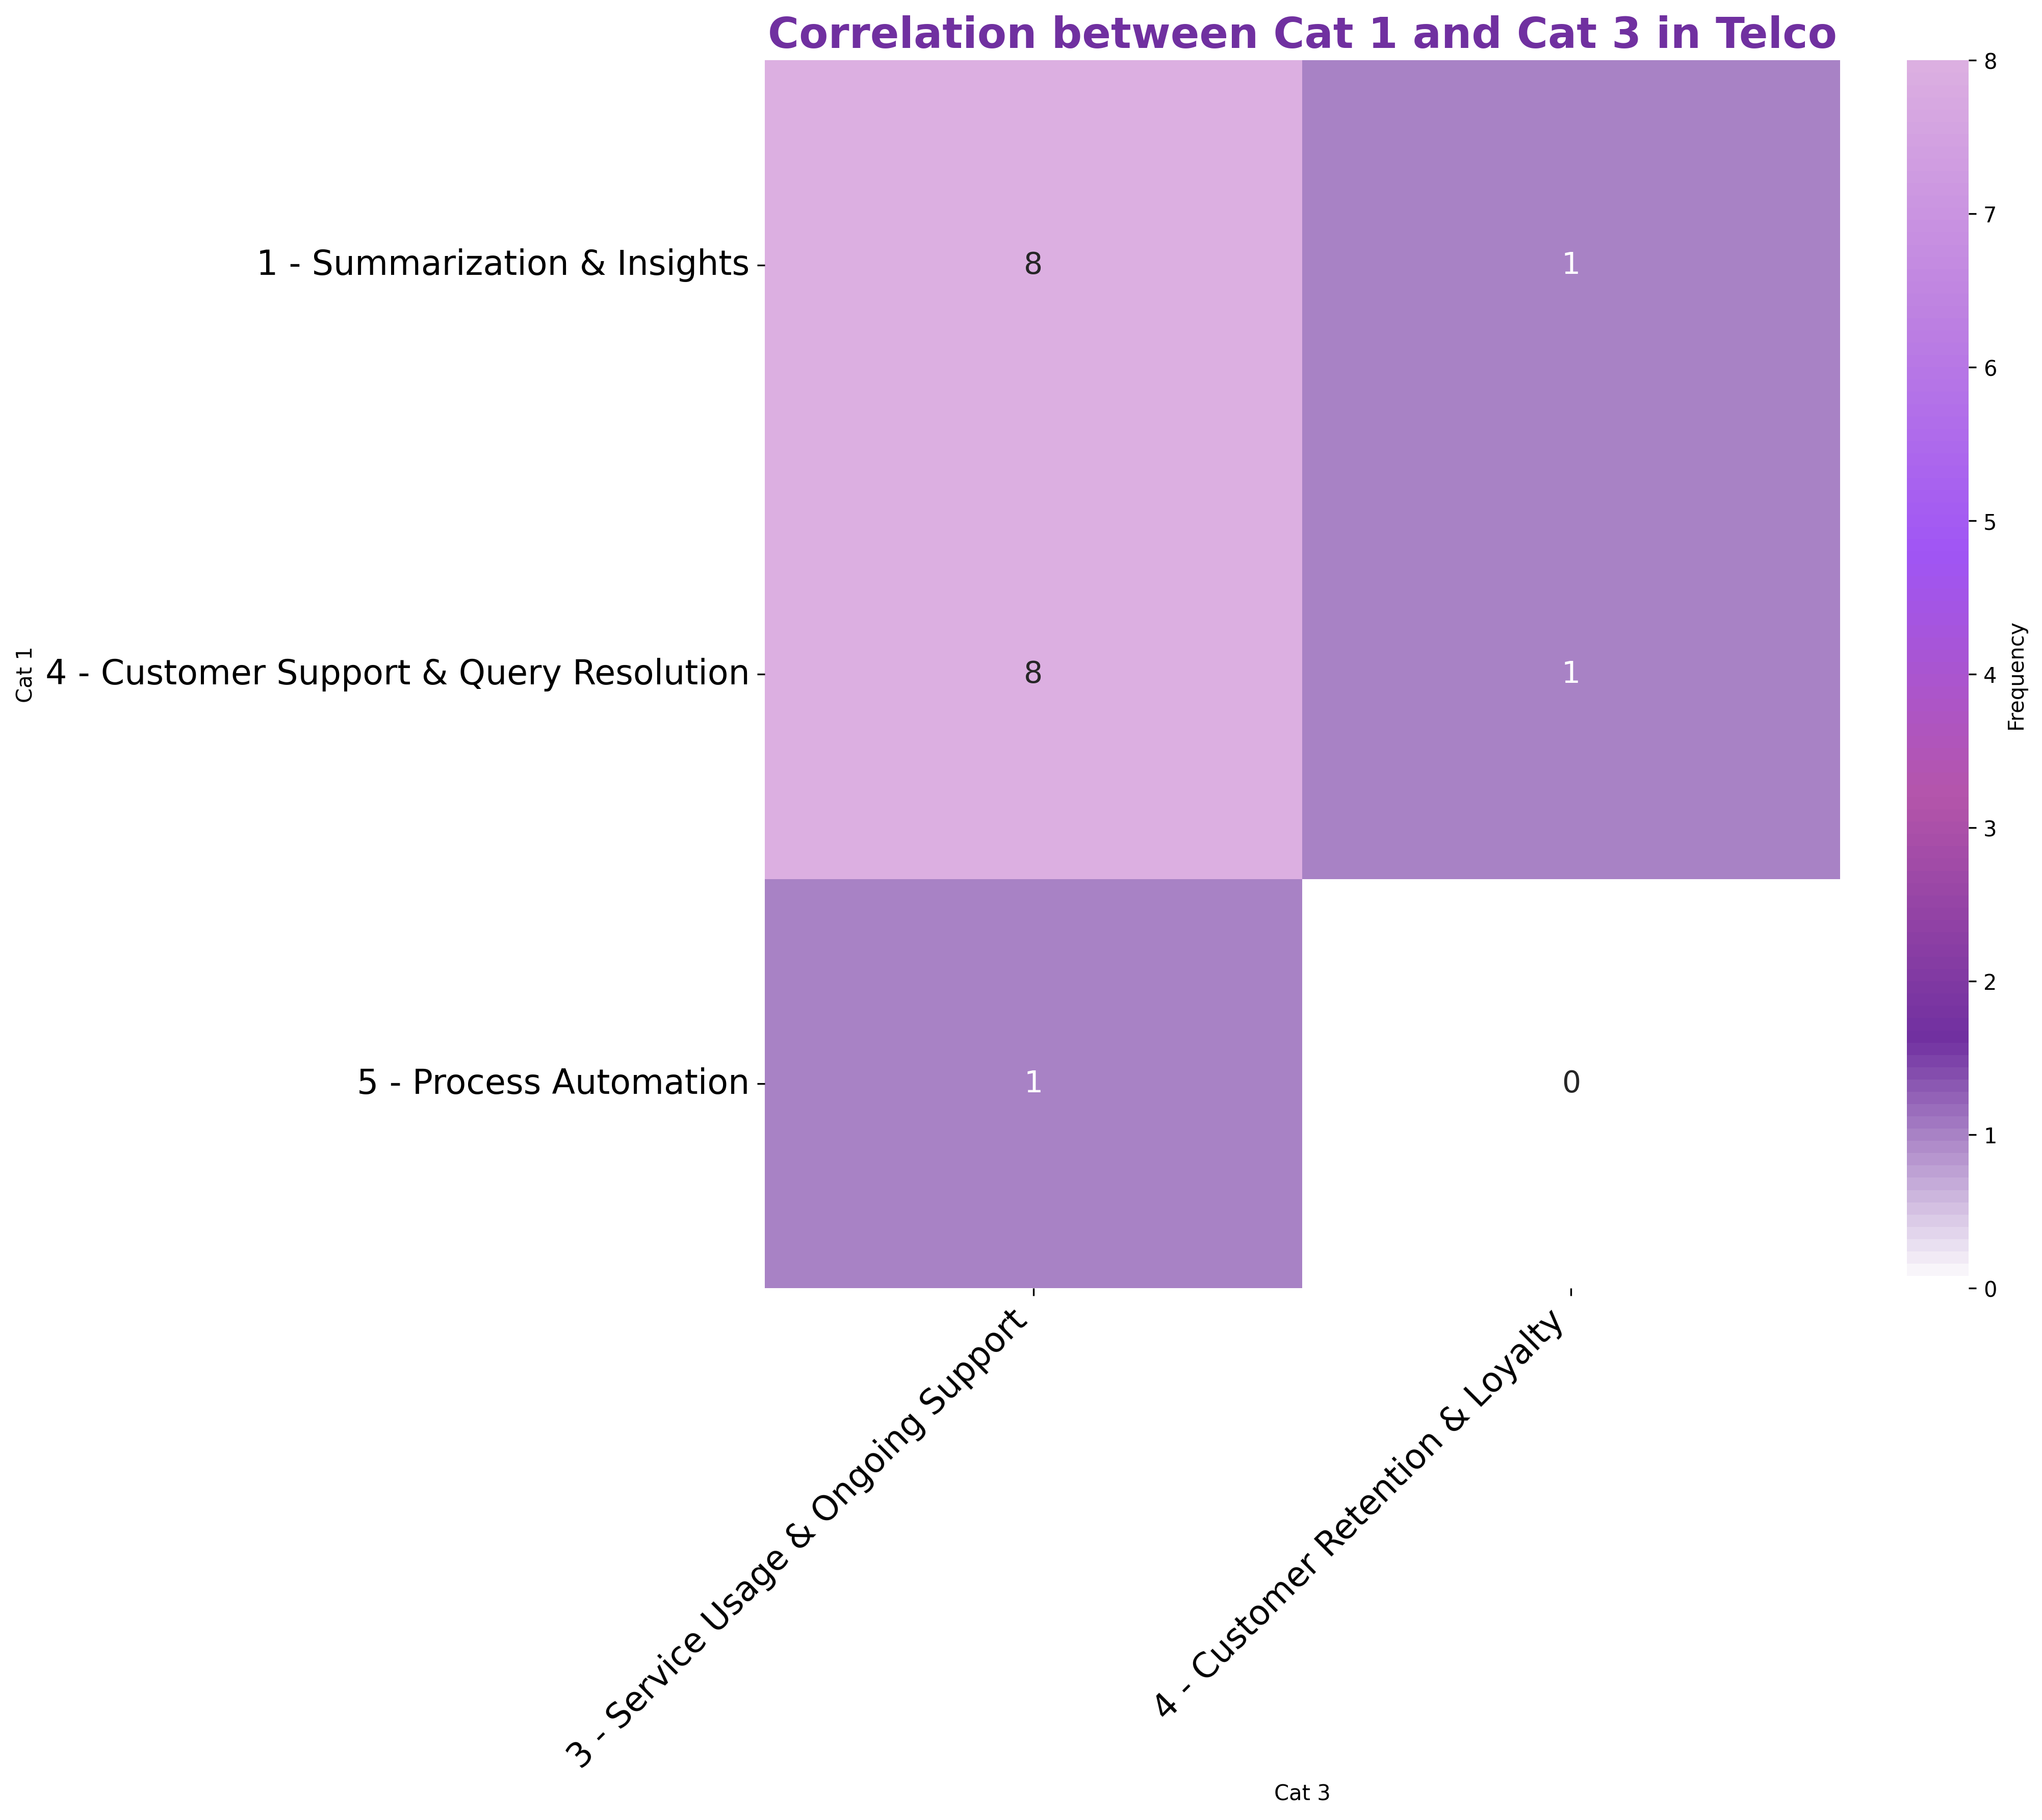 Correlation between Cat 1 and Cat 3 in Telco
Cat 1
1 - Summarization & Insights
8
1
4 - Customer Support & Query Resolution
8
1
5 - Process Automation
1
0
3 - Service Usage & Ongoing Support
4 - Customer Retention & Loyalty
Cat 3
8
7
6
5
4
3
2
1
0
Frequency